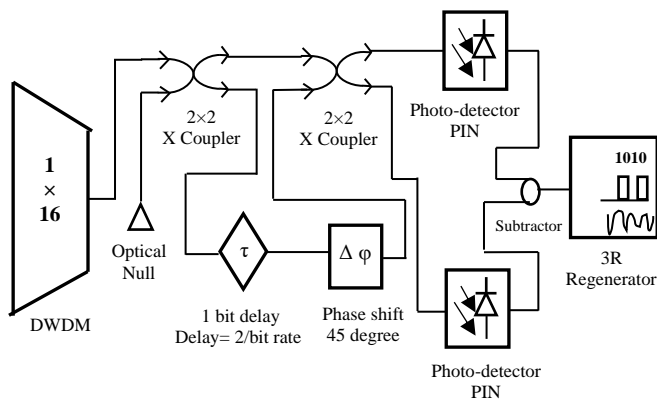 1
×
16
DWDM
Optical
Null
2×2
X Coupler
2×2
X Coupler
τ
1 bit delay
Delay= 2/bit rate
Δ φ
Phase shift
45 degree
Photo-detector
PIN
Photo-detector
PIN
Subtractor
1010
3R
Regenerator